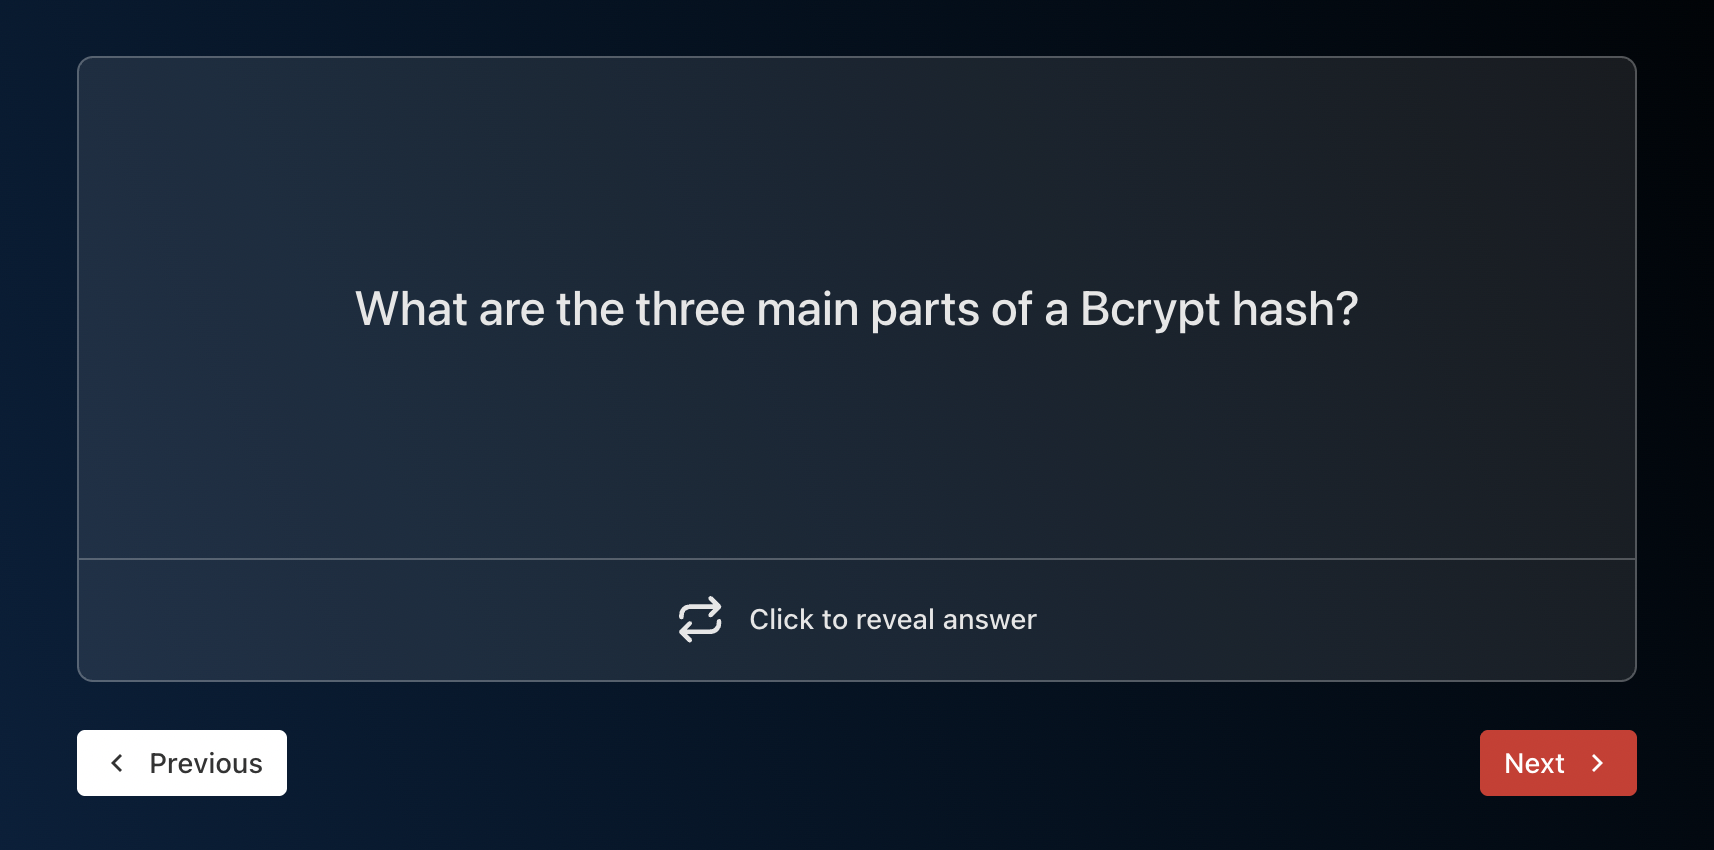 What are the three main parts of a Bcrypt hash?
Click to reveal answer
Previous
Next